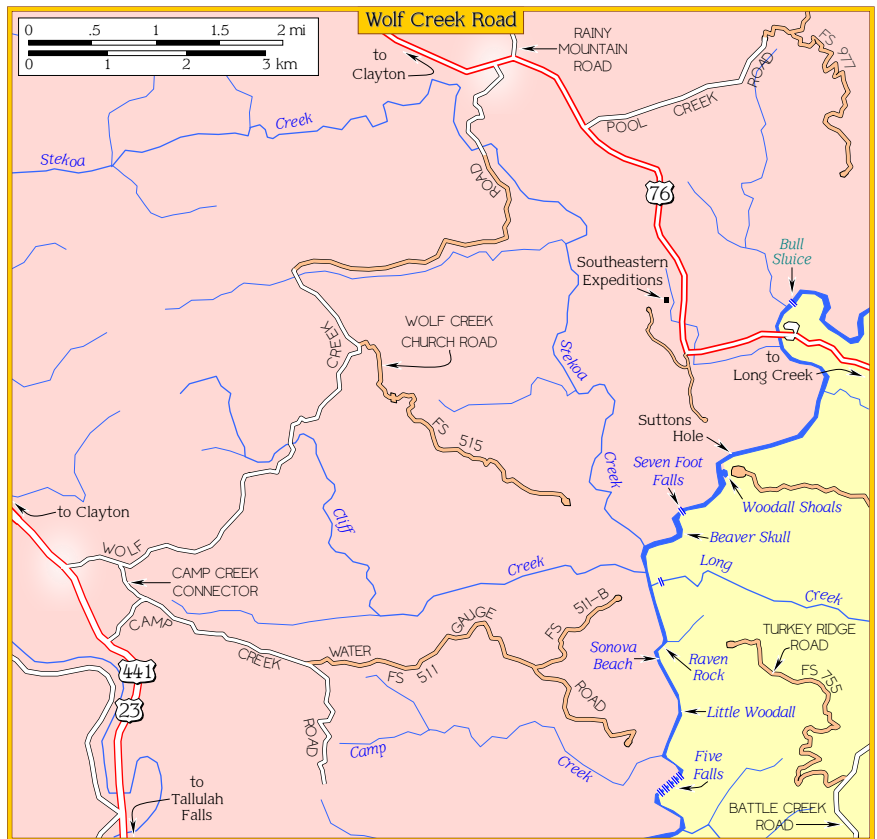 Wolf Creek Road
0 .5 1 1.5 2 mi
0 1 2 3 km
to
Clayton
RAINY
MOUNTAIN
ROAD
FS 977
POOL CREEK ROAD
Creek
Stekoa
ROAD
76
Bull
Sluice
Southeastern
Expeditions
WOLF CREEK
CHURCH ROAD
CREEK
Stekoa
to
Long Creek
FS 515
Suttons
Hole
Creek
Seven Foot
Falls
Woodall Shoals
to Clayton
Cliff
Beaver Skull
WOLF
Creek
Long
Creek
CAMP CREEK
CONNECTOR
CAMP
CREEK
WATER
GAUGE
FS 511-B
FS 511
ROAD
TURKEY RIDGE
ROAD
Sonova
Beach
Raven
Rock
FS 755
441
23
Little Woodall
ROAD
Camp
Creek
Five
Falls
to
Tallulah
Falls
BATTLE CREEK
ROAD